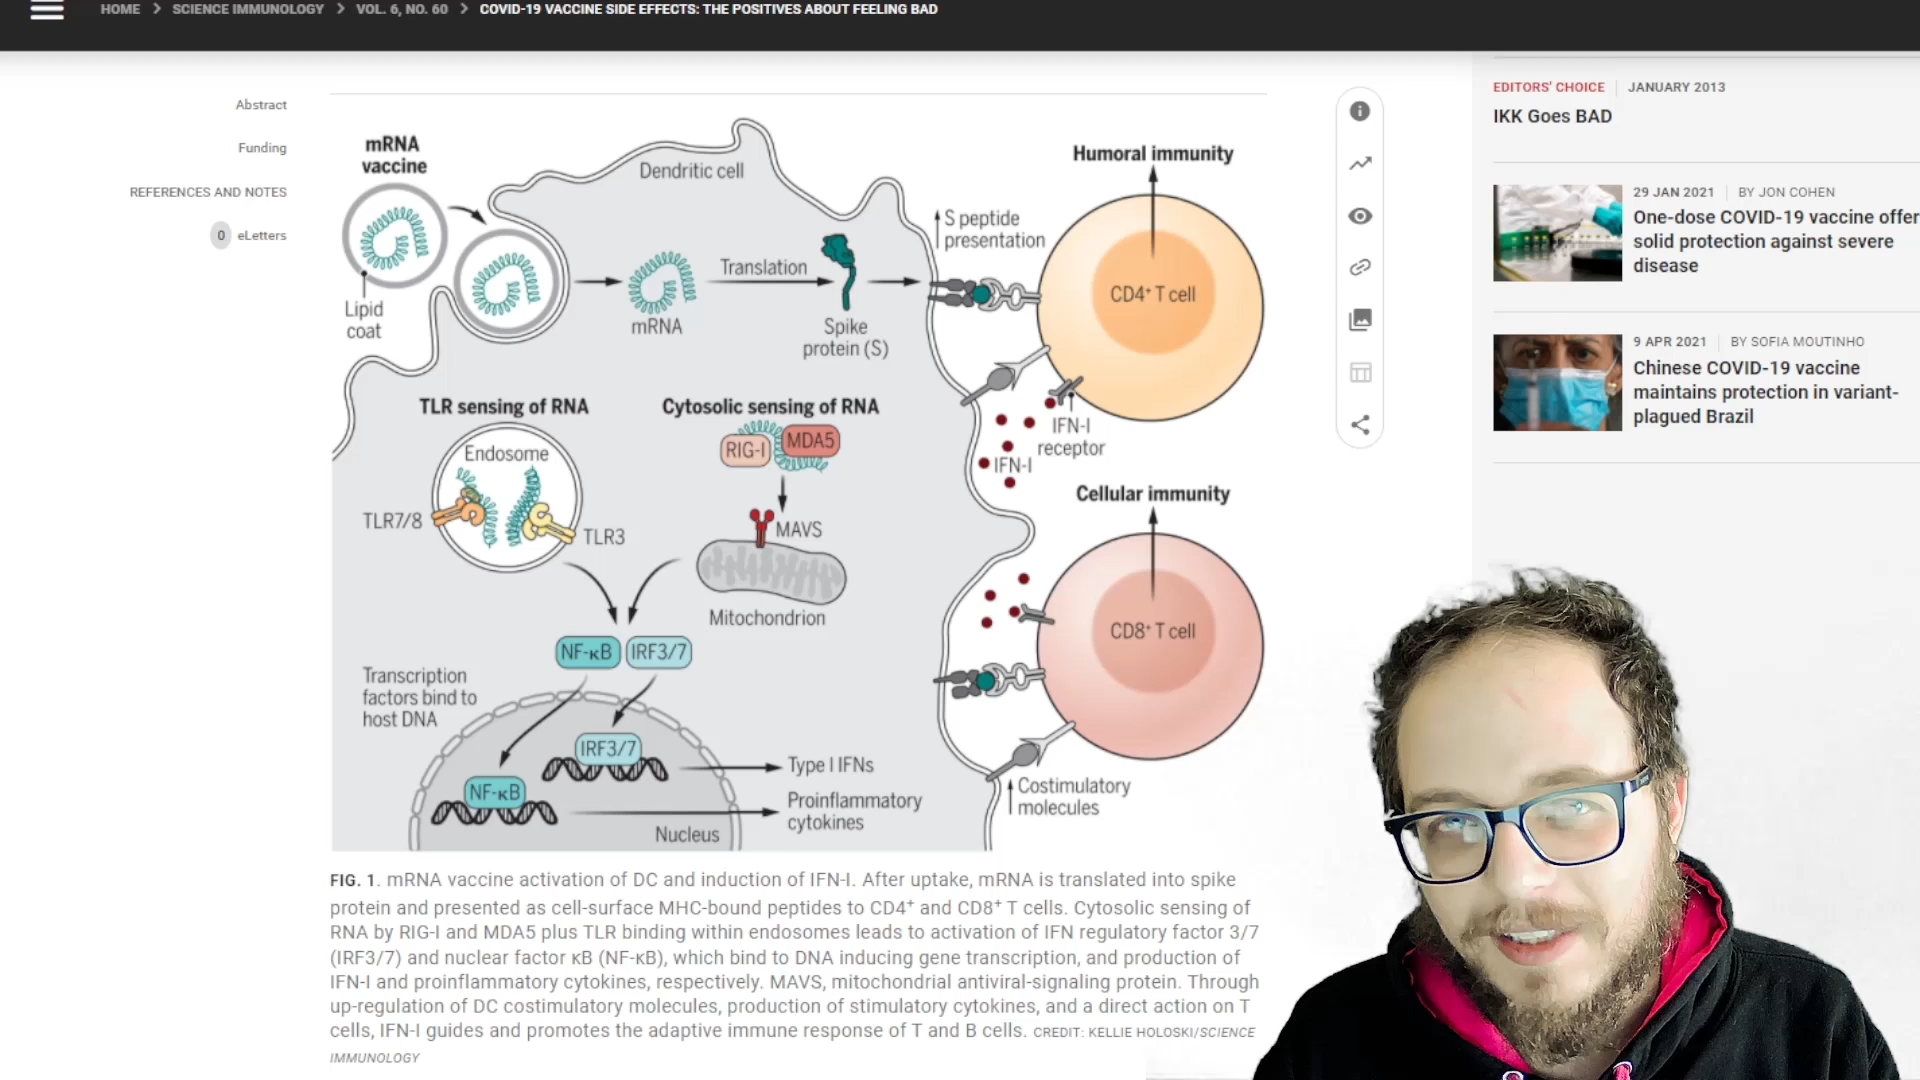 HOME > SCIENCE IMMUNOLOGY > VOL. 6, NO. 60 > COVID-19 VACCINE SIDE EFFECTS: THE POSITIVES ABOUT FEELING BAD
Abstract
Funding
REFERENCES AND NOTES
0 eLetters
mRNA
vaccine
Lipid
coat
Dendritic cell
mRNA
Translation
Spike
protein (S)
S peptide
presentation
Humoral immunity
CD4+ T cell
IFN-I
receptor
IFN-I
TLR sensing of RNA
Endosome
TLR7/8
TLR3
Cytosolic sensing of RNA
RIG-I
MDA5
MAVS
Mitochondrion
Cellular immunity
CD8+ T cell
NF-κB
IRF3/7
Transcription
factors bind to
host DNA
IRF3/7
NF-κB
Nucleus
Type I IFNs
Proinflammatory
cytokines
Costimulatory
molecules
FIG. 1. mRNA vaccine activation of DC and induction of IFN-I. After uptake, mRNA is translated into spike
protein and presented as cell-surface MHC-bound peptides to CD4+ and CD8+ T cells. Cytosolic sensing of
RNA by RIG-I and MDA5 plus TLR binding within endosomes leads to activation of IFN regulatory factor 3/7
(IRF3/7) and nuclear factor κB (NF-κB), which bind to DNA inducing gene transcription, and production of
IFN-I and proinflammatory cytokines, respectively. MAVS, mitochondrial antiviral-signaling protein. Through
up-regulation of DC costimulatory molecules, production of stimulatory cytokines, and a direct action on T
cells, IFN-I guides and promotes the adaptive immune response of T and B cells. CREDIT: KELLIE HOLOSKI/SCIENCE
IMMUNOLOGY
EDITORS' CHOICE | JANUARY 2013
IKK Goes BAD
29 JAN 2021 | BY JON COHEN
One-dose COVID-19 vaccine offer
solid protection against severe
disease
9 APR 2021 | BY SOFIA MOUTINHO
Chinese COVID-19 vaccine
maintains protection in variant-
plagued Brazil